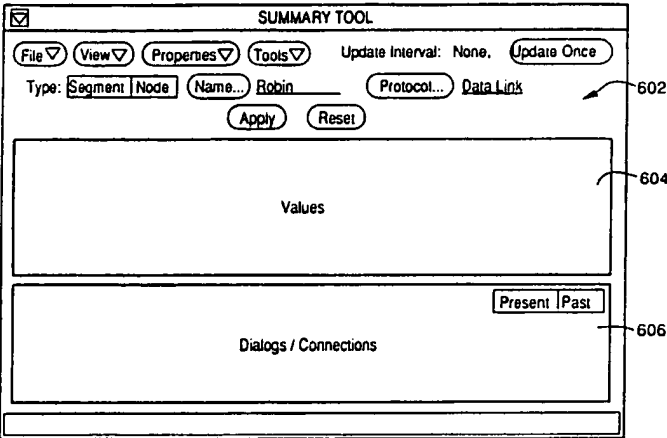 SUMMARY TOOL
File View Properties Tools Update Interval: None, Update Once
Type: Segment Node Name... Robin Protocol... Data Link
602
Apply Reset
604
Values
Present Past
606
Dialogs / Connections